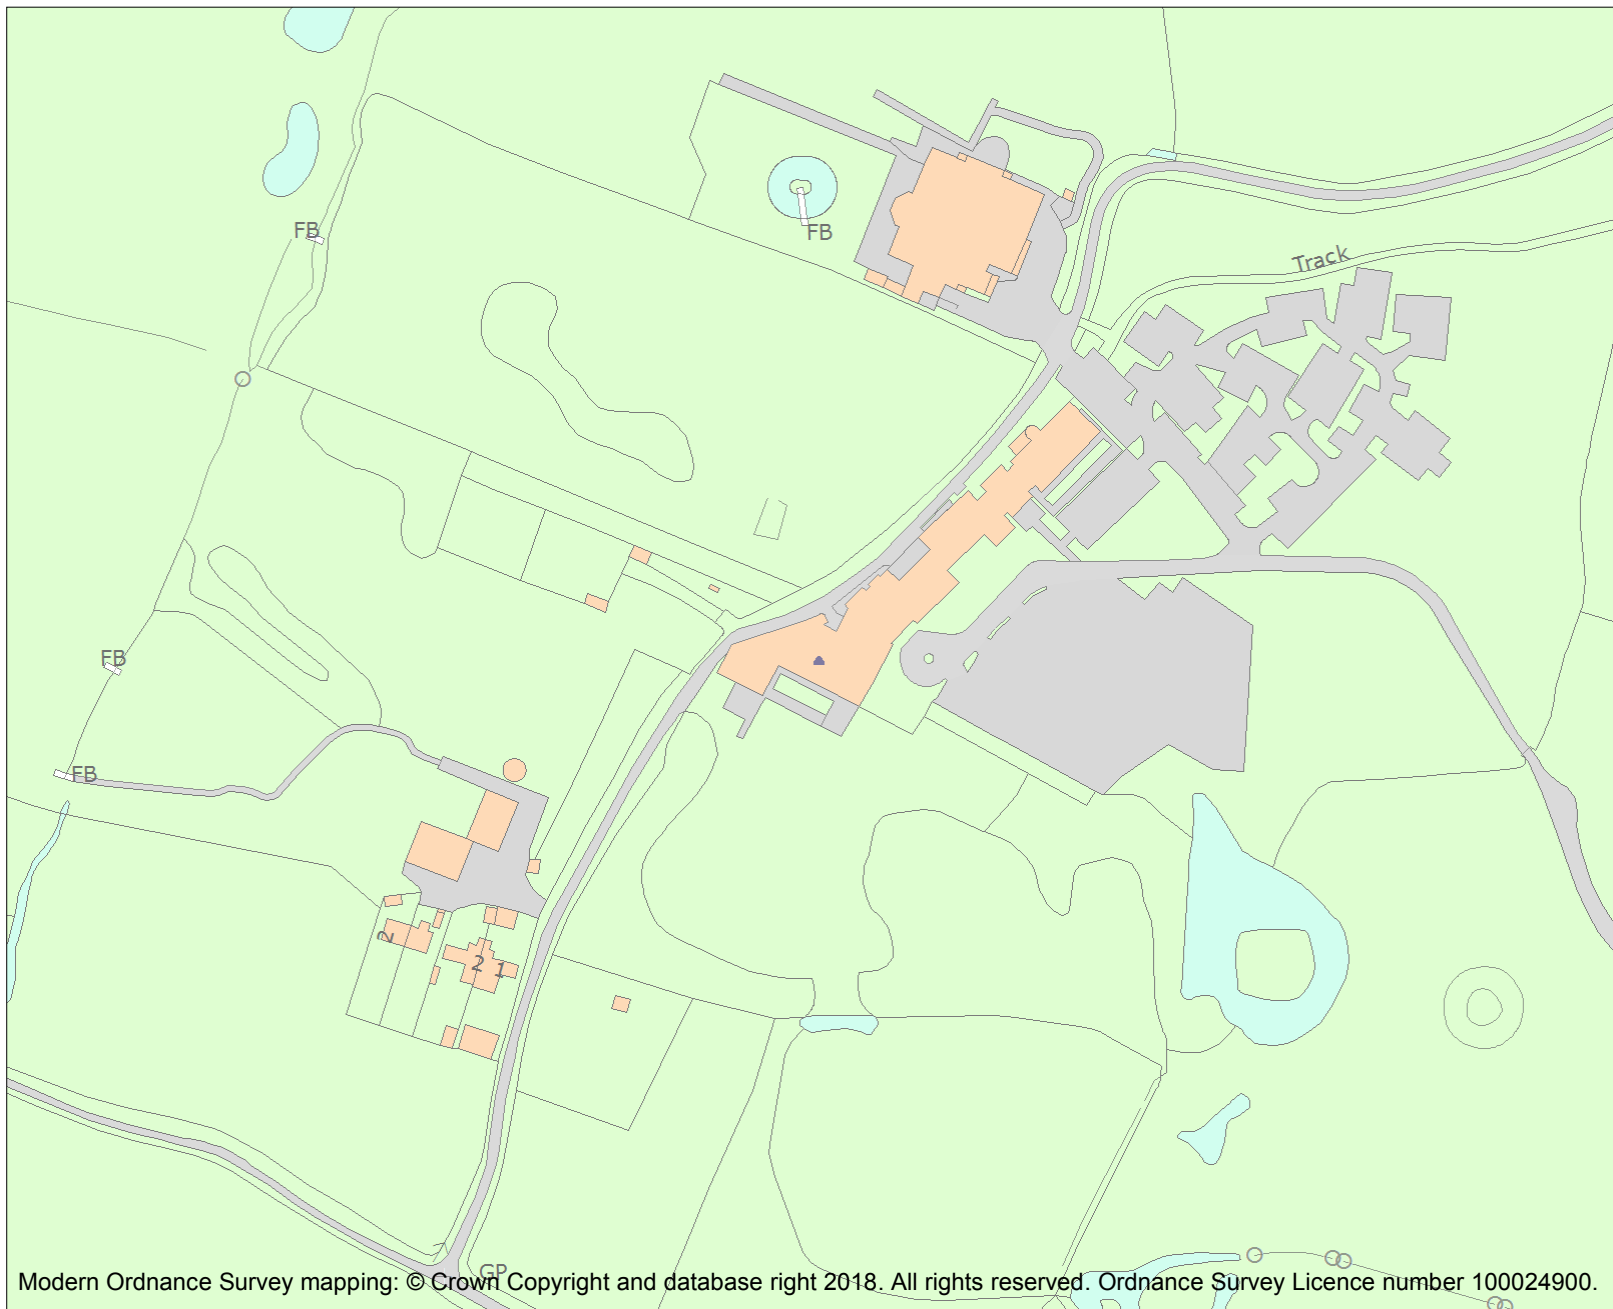 FB
FB
Track
FB
FB
2
2
1
GP
Modern Ordnance Survey mapping: © Crown Copyright and database right 2018. All rights reserved. Ordnance Survey Licence number 100024900.